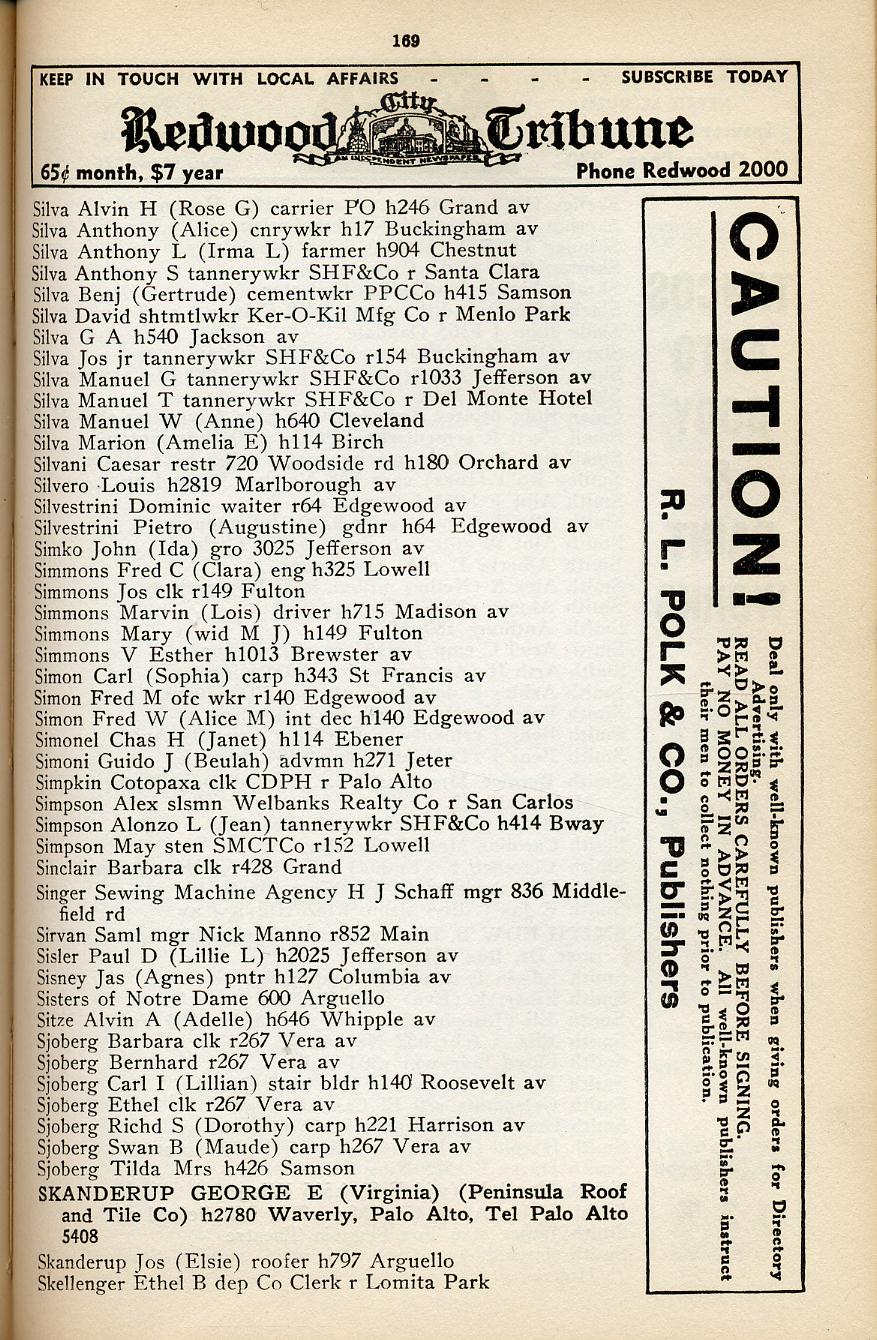 169
KEEP IN TOUCH WITH LOCAL AFFAIRS - - - - SUBSCRIBE TODAY
Redwood City Tribune
AN INDEPENDENT NEWSPAPER
65¢ month, $7 year Phone Redwood 2000
Silva Alvin H (Rose G) carrier PO h246 Grand av
Silva Anthony (Alice) cnrywkr h17 Buckingham av
Silva Anthony L (Irma L) farmer h904 Chestnut
Silva Anthony S tannerywkr SHF&Co r Santa Clara
Silva Benj (Gertrude) cementwkr PPCCo h415 Samson
Silva David shtmtlwkr Ker-O-Kil Mfg Co r Menlo Park
Silva G A h540 Jackson av
Silva Jos jr tannerywkr SHF&Co r154 Buckingham av
Silva Manuel G tannerywkr SHF&Co r1033 Jefferson av
Silva Manuel T tannerywkr SHF&Co r Del Monte Hotel
Silva Manuel W (Anne) h640 Cleveland
Silva Marion (Amelia E) h114 Birch
Silvani Caesar restr 720 Woodside rd h180 Orchard av
Silvero Louis h2819 Marlborough av
Silvestrini Dominic waiter r64 Edgewood av
Silvestrini Pietro (Augustine) gdnr h64 Edgewood av
Simko John (Ida) gro 3025 Jefferson av
Simmons Fred C (Clara) eng h325 Lowell
Simmons Jos clk r149 Fulton
Simmons Marvin (Lois) driver h715 Madison av
Simmons Mary (wid M J) h149 Fulton
Simmons V Esther h1013 Brewster av
Simon Carl (Sophia) carp h343 St Francis av
Simon Fred M ofc wkr r140 Edgewood av
Simon Fred W (Alice M) int dec h140 Edgewood av
Simonel Chas H (Janet) h114 Ebener
Simoni Guido J (Beulah) advmn h271 Jeter
Simpkin Cotopaxa clk CDPH r Palo Alto
Simpson Alex slsmn Welbanks Realty Co r San Carlos
Simpson Alonzo L (Jean) tannerywkr SHF&Co h414 Bway
Simpson May sten SMCTCo r152 Lowell
Sinclair Barbara clk r428 Grand
Singer Sewing Machine Agency H J Schaff mgr 836 Middle-
field rd
Sirvan Saml mgr Nick Manno r852 Main
Sisler Paul D (Lillie L) h2025 Jefferson av
Sisney Jas (Agnes) pntr h127 Columbia av
Sisters of Notre Dame 600 Arguello
Sitze Alvin A (Adelle) h646 Whipple av
Sjoberg Barbara clk r267 Vera av
Sjoberg Bernhard r267 Vera av
Sjoberg Carl I (Lillian) stair bldr h140 Roosevelt av
Sjoberg Ethel clk r267 Vera av
Sjoberg Richd S (Dorothy) carp h221 Harrison av
Sjoberg Swan B (Maude) carp h267 Vera av
Sjoberg Tilda Mrs h426 Samson
SKANDERUP GEORGE E (Virginia) (Peninsula Roof
and Tile Co) h2780 Waverly, Palo Alto, Tel Palo Alto
5408
Skanderup Jos (Elsie) roofer h797 Arguello
Skellenger Ethel B dep Co Clerk r Lomita Park
CAUTION!
Deal only with well-known publishers when giving orders for Directory
Advertising.
READ ALL ORDERS CAREFULLY BEFORE SIGNING.
PAY NO MONEY IN ADVANCE. All well-known publishers instruct
their men to collect nothing prior to publication.
R. L. POLK & CO., Publishers